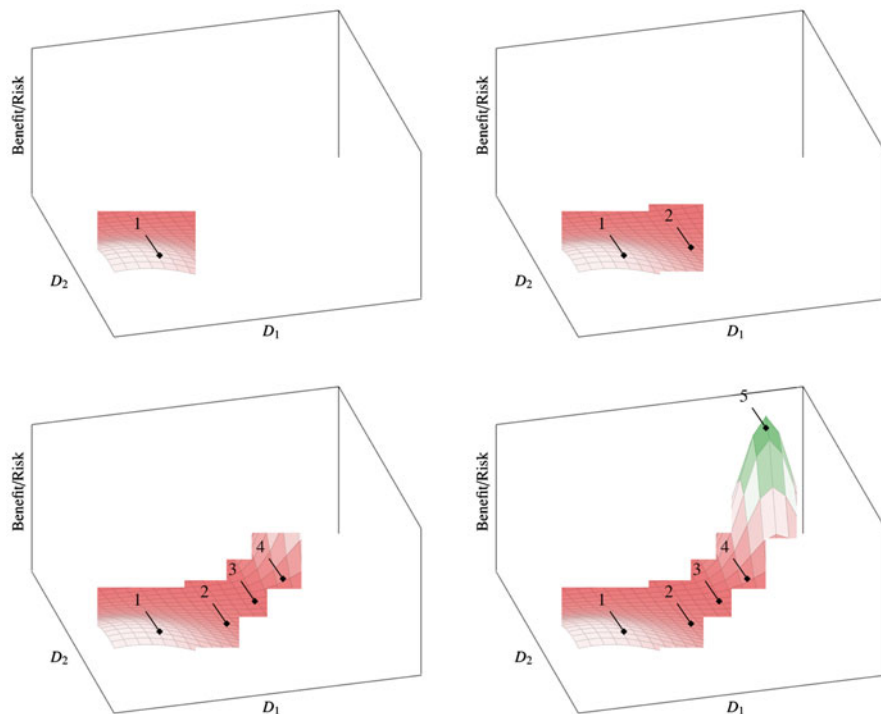 Benefit/Risk
1
D₂
D₁
Benefit/Risk
1
2
D₂
D₁
Benefit/Risk
1
2
3
4
D₂
D₁
Benefit/Risk
5
1
2
3
4
D₂
D₁